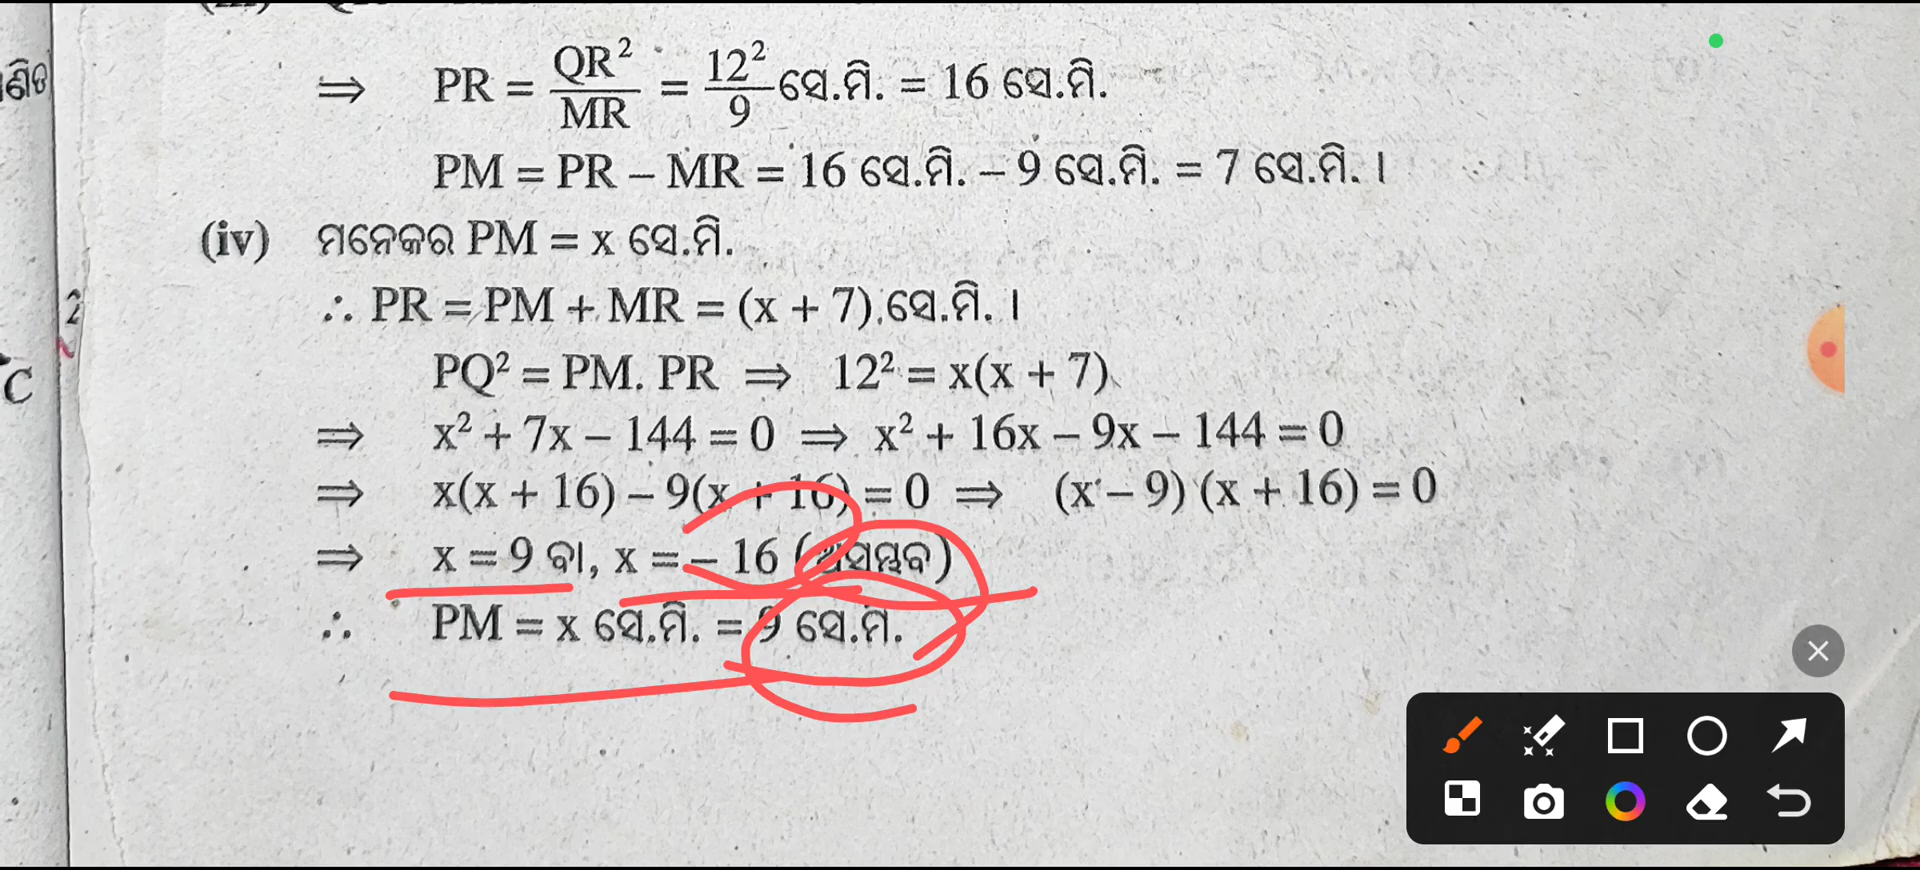 ଣିତ
⇒ PR = QR²/MR = 12²/9 ସେ.ମି. = 16 ସେ.ମି.
PM = PR – MR = 16 ସେ.ମି. – 9 ସେ.ମି. = 7 ସେ.ମି. ।
(iv) ମନେକର PM = x ସେ.ମି.
∴ PR = PM + MR = (x + 7) ସେ.ମି. ।
2
PQ² = PM. PR ⇒ 12² = x(x + 7)
C
⇒ x² + 7x – 144 = 0 ⇒ x² + 16x – 9x – 144 = 0
⇒ x(x + 16) – 9(x + 16) = 0 ⇒ (x – 9) (x + 16) = 0
⇒ x = 9 ବା, x = – 16 (ଅସମ୍ଭବ)
∴ PM = x ସେ.ମି. = 9 ସେ.ମି.